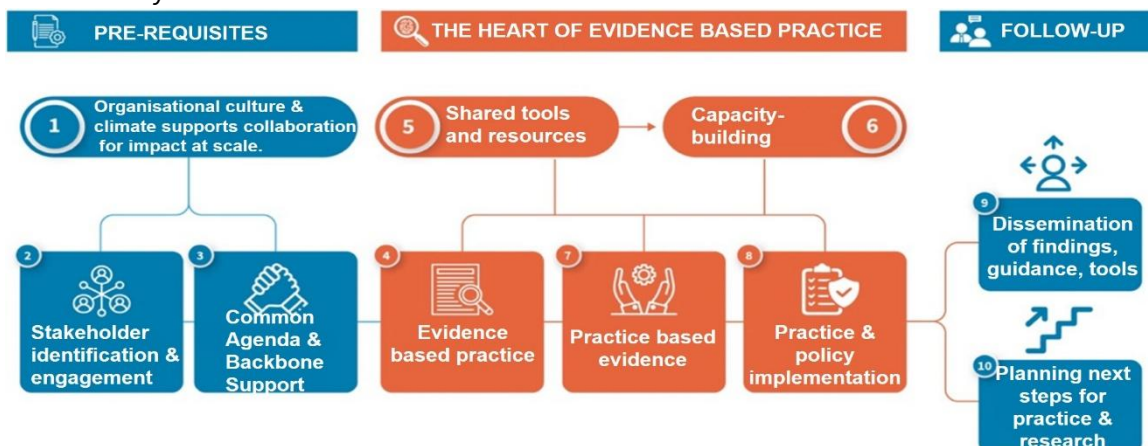 PRE-REQUISITES
THE HEART OF EVIDENCE BASED PRACTICE
FOLLOW-UP
1
Organisational culture &
climate supports collaboration
for impact at scale.
5
Shared tools
and resources
Capacity-
building
6
2
Stakeholder
identification &
engagement
3
Common
Agenda &
Backbone
Support
4
Evidence
based practice
7
Practice based
evidence
8
Practice &
policy
implementation
9
Dissemination
of findings,
guidance, tools
10
Planning next
steps for
practice &
research